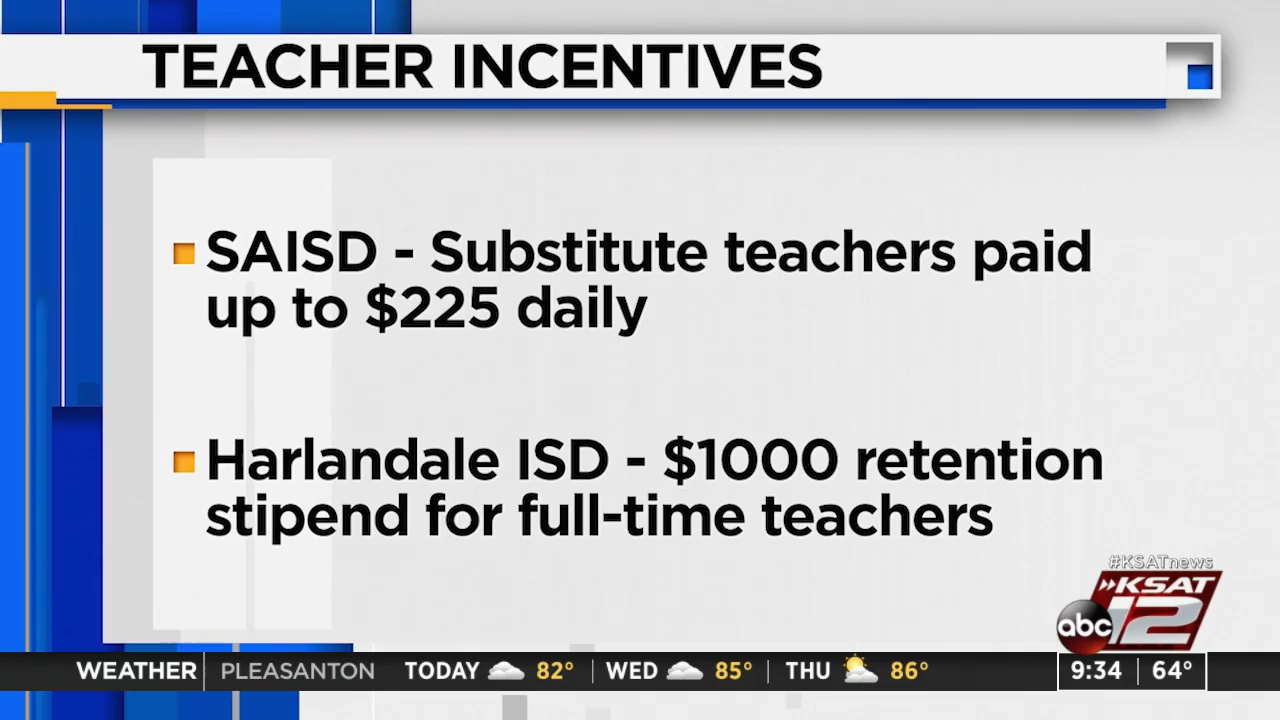 TEACHER INCENTIVES
SAISD - Substitute teachers paid
up to $225 daily
Harlandale ISD - $1000 retention
stipend for full-time teachers
#KSATnews
KSAT
abc 12
WEATHER PLEASANTON TODAY 82° WED 85° THU 86° 9:34 64°